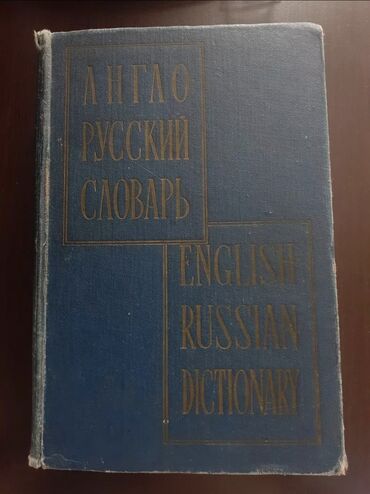 АНГЛО
РУССКИЙ
СЛОВАРЬ
ENGLISH
RUSSIAN
DICTIONARY